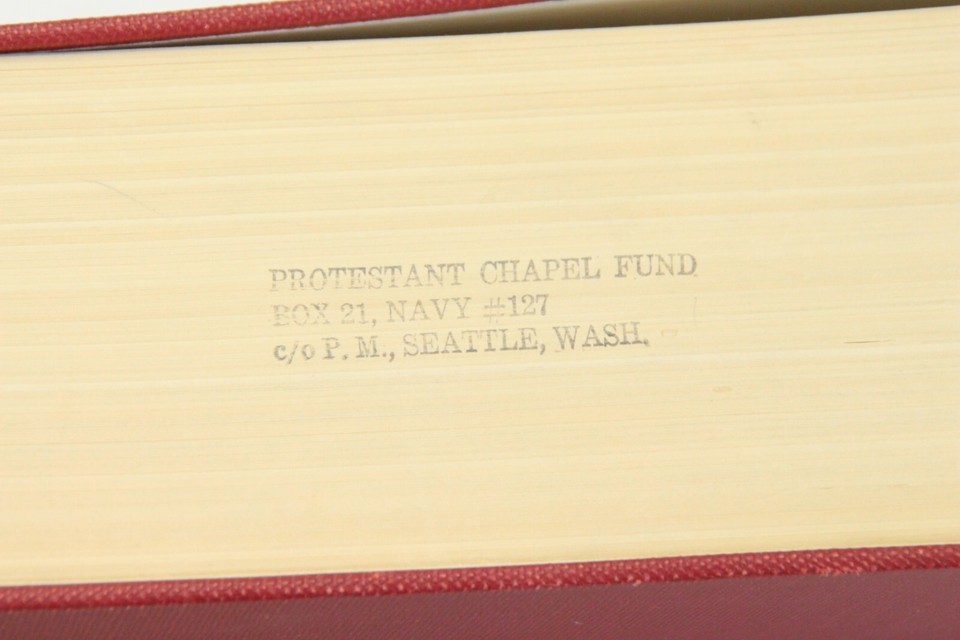 PROTESTANT CHAPEL FUND
BOX 21, NAVY #127
c/o P. M., SEATTLE, WASH.